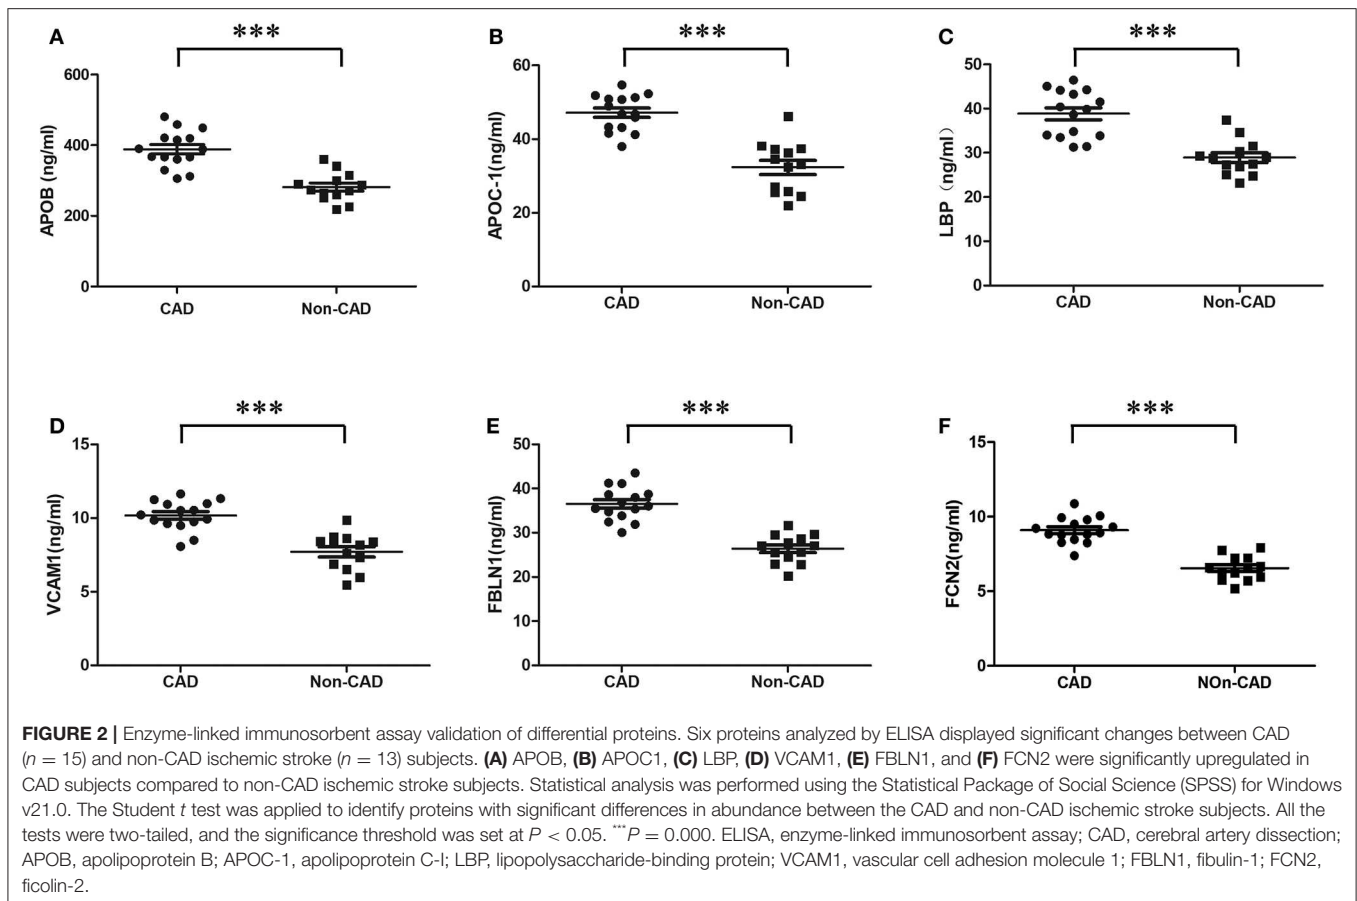 A
***
APOB (ng/ml)
600
400
200
0
CAD
Non-CAD
B
***
APOC-1(ng/ml)
60
40
20
0
CAD
Non-CAD
C
***
LBP（ng/ml）
50
40
30
20
10
0
CAD
Non-CAD
D
***
VCAM1(ng/ml)
15
10
5
0
CAD
Non-CAD
E
***
FBLN1(ng/ml)
50
40
30
20
10
0
CAD
Non-CAD
F
***
FCN2(ng/ml)
15
10
5
0
CAD
NOn-CAD
FIGURE 2 | Enzyme-linked immunosorbent assay validation of differential proteins. Six proteins analyzed by ELISA displayed significant changes between CAD
(n = 15) and non-CAD ischemic stroke (n = 13) subjects. (A) APOB, (B) APOC1, (C) LBP, (D) VCAM1, (E) FBLN1, and (F) FCN2 were significantly upregulated in
CAD subjects compared to non-CAD ischemic stroke subjects. Statistical analysis was performed using the Statistical Package of Social Science (SPSS) for Windows
v21.0. The Student t test was applied to identify proteins with significant differences in abundance between the CAD and non-CAD ischemic stroke subjects. All the
tests were two-tailed, and the significance threshold was set at P < 0.05. ***P = 0.000. ELISA, enzyme-linked immunosorbent assay; CAD, cerebral artery dissection;
APOB, apolipoprotein B; APOC-1, apolipoprotein C-I; LBP, lipopolysaccharide-binding protein; VCAM1, vascular cell adhesion molecule 1; FBLN1, fibulin-1; FCN2,
ficolin-2.